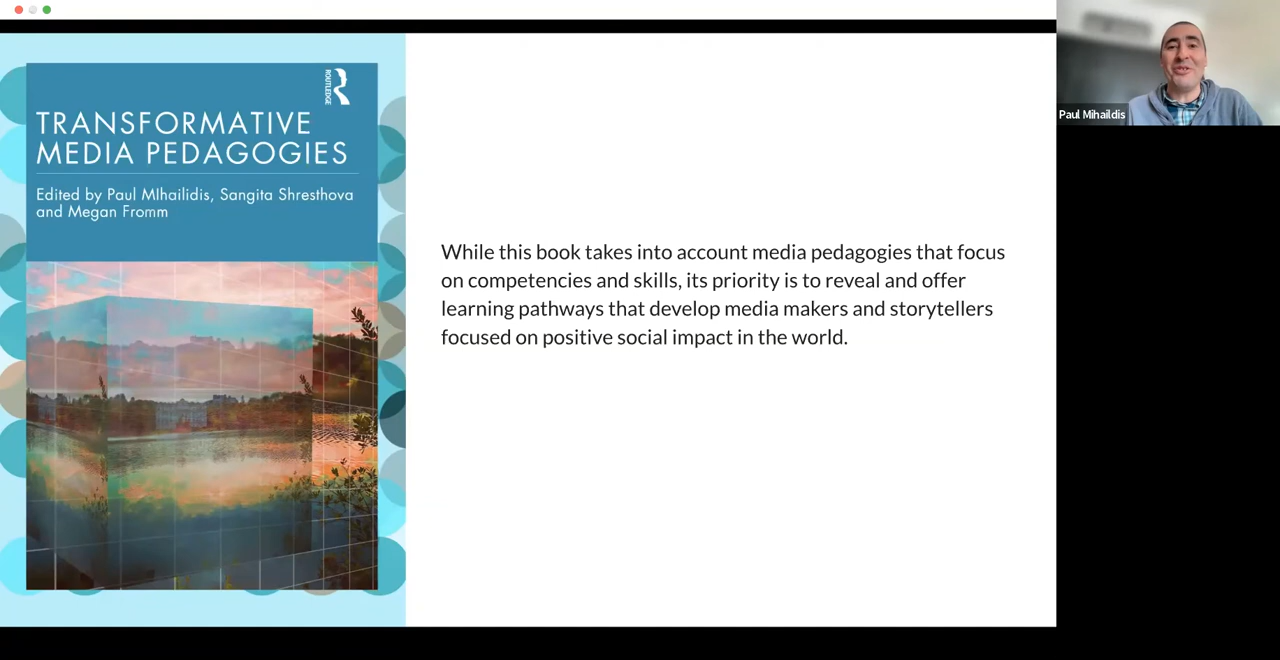 ROUTLEDGE
TRANSFORMATIVE
MEDIA PEDAGOGIES
Edited by Paul MIhailidis, Sangita Shresthova
and Megan Fromm
While this book takes into account media pedagogies that focus
on competencies and skills, its priority is to reveal and offer
learning pathways that develop media makers and storytellers
focused on positive social impact in the world.
Paul Mihaildis